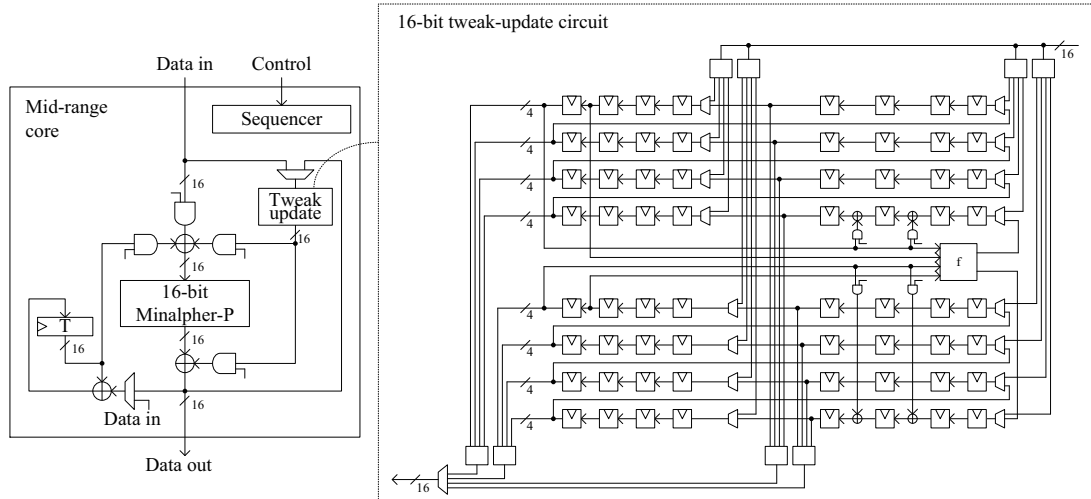 16-bit tweak-update circuit
16
Data in
Control
Mid-range
core
Sequencer
16
Tweak
update
16
16
16-bit
Minalpher-P
T
16
16
16
Data in
Data out
4
4
4
4
f
4
4
4
4
16